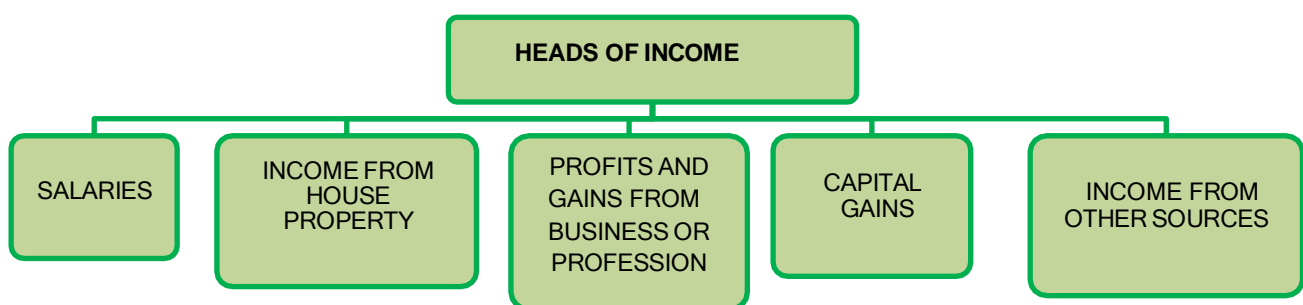 HEADS OF INCOME
SALARIES
INCOME FROM
HOUSE
PROPERTY
PROFITS AND
GAINS FROM
BUSINESS OR
PROFESSION
CAPITAL
GAINS
INCOME FROM
OTHER SOURCES